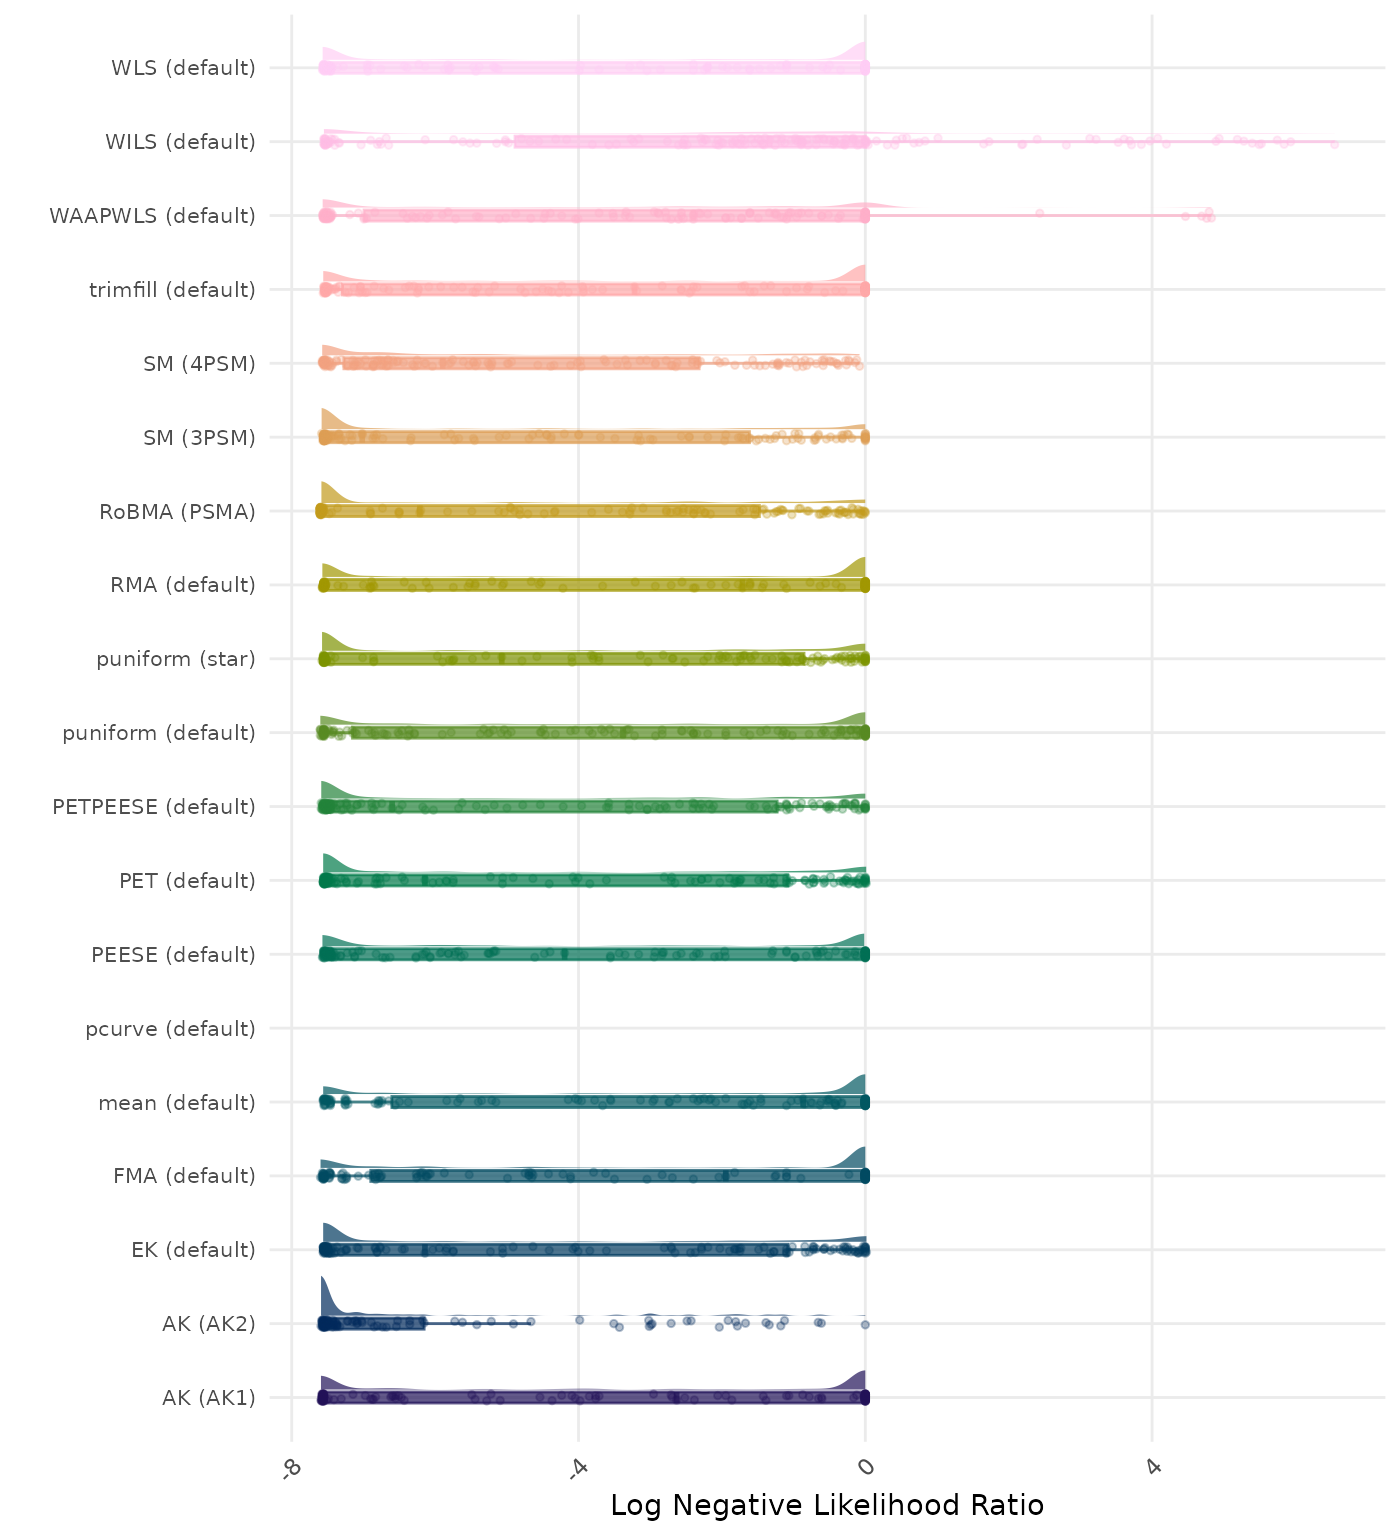 WLS (default)
WILS (default)
WAAPWLS (default)
trimfill (default)
SM (4PSM)
SM (3PSM)
RoBMA (PSMA)
RMA (default)
puniform (star)
puniform (default)
PETPEESE (default)
PET (default)
PEESE (default)
pcurve (default)
mean (default)
FMA (default)
EK (default)
AK (AK2)
AK (AK1)
-8
-4
0
4
Log Negative Likelihood Ratio